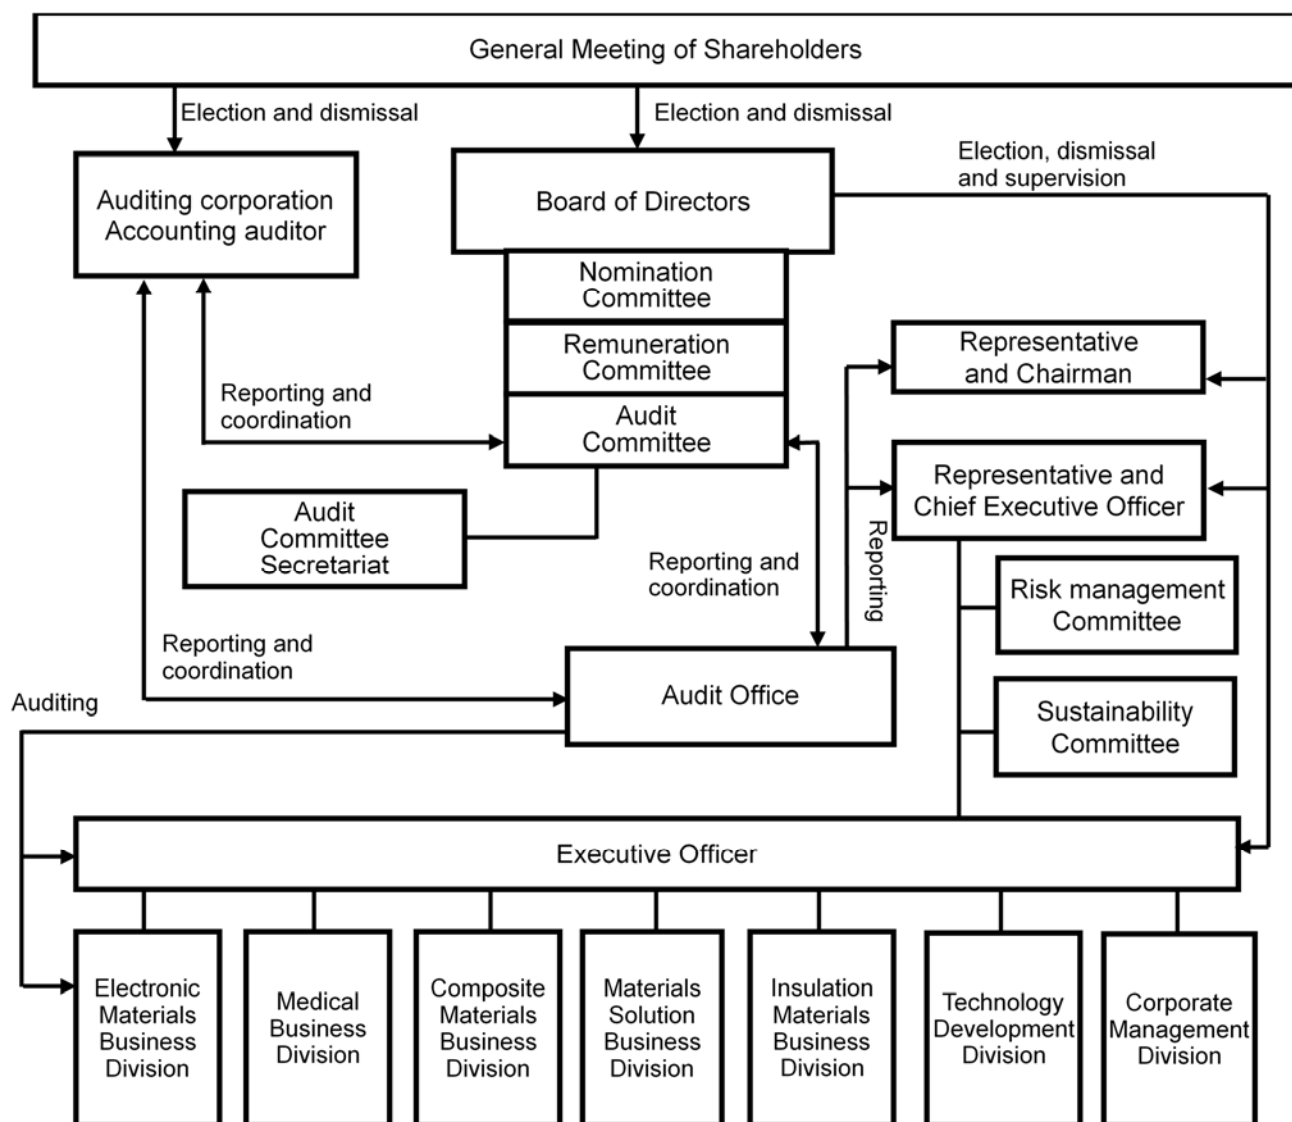 General Meeting of Shareholders
Election and dismissal
Election and dismissal
Auditing corporation
Accounting auditor
Board of Directors
Election, dismissal
and supervision
Nomination
Committee
Remuneration
Committee
Audit
Committee
Reporting and
coordination
Representative
and Chairman
Representative and
Chief Executive Officer
Audit
Committee
Secretariat
Reporting and
coordination
Reporting
Risk management
Committee
Reporting and
coordination
Audit Office
Sustainability
Committee
Auditing
Executive Officer
Electronic
Materials
Business
Division
Medical
Business
Division
Composite
Materials
Business
Division
Materials
Solution
Business
Division
Insulation
Materials
Business
Division
Technology
Development
Division
Corporate
Management
Division